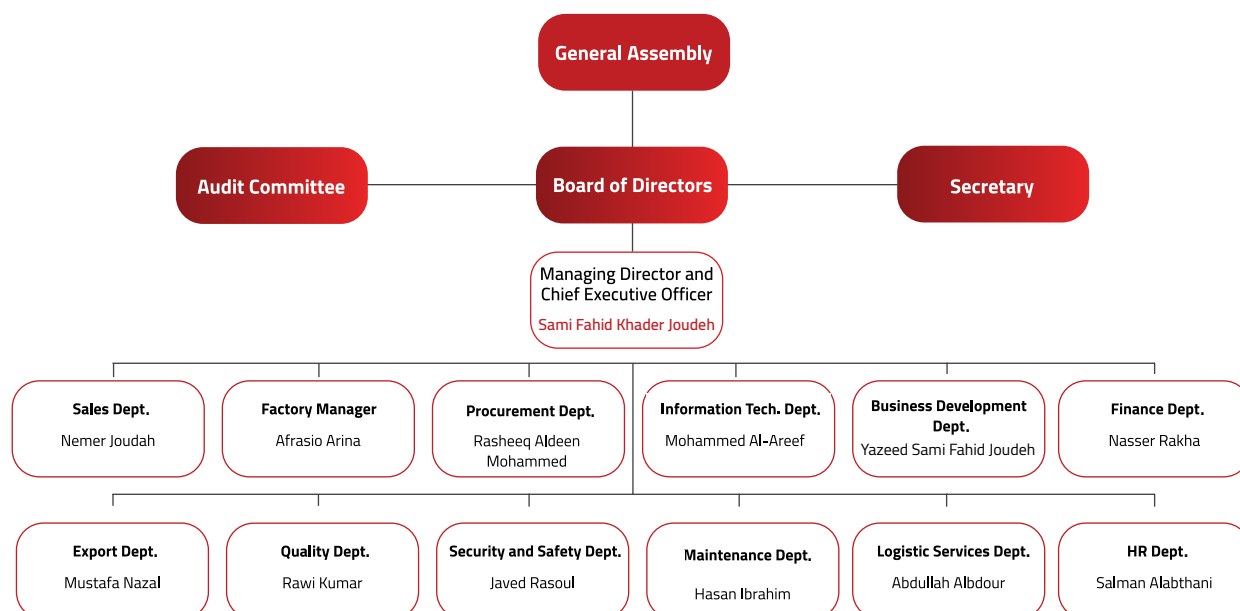 General Assembly
Audit Committee
Board of Directors
Secretary
Managing Director and
Chief Executive Officer
Sami Fahid Khader Joudeh
Sales Dept.
Nemer Joudah
Factory Manager
Afrasio Arina
Procurement Dept.
Rasheeq Aldeen
Mohammed
Information Tech. Dept.
Mohammed Al-Areef
Business Development
Dept.
Yazeed Sami Fahid Joudeh
Finance Dept.
Nasser Rakha
Export Dept.
Mustafa Nazal
Quality Dept.
Rawi Kumar
Security and Safety Dept.
Javed Rasoul
Maintenance Dept.
Hasan Ibrahim
Logistic Services Dept.
Abdullah Albdour
HR Dept.
Salman Alabthani